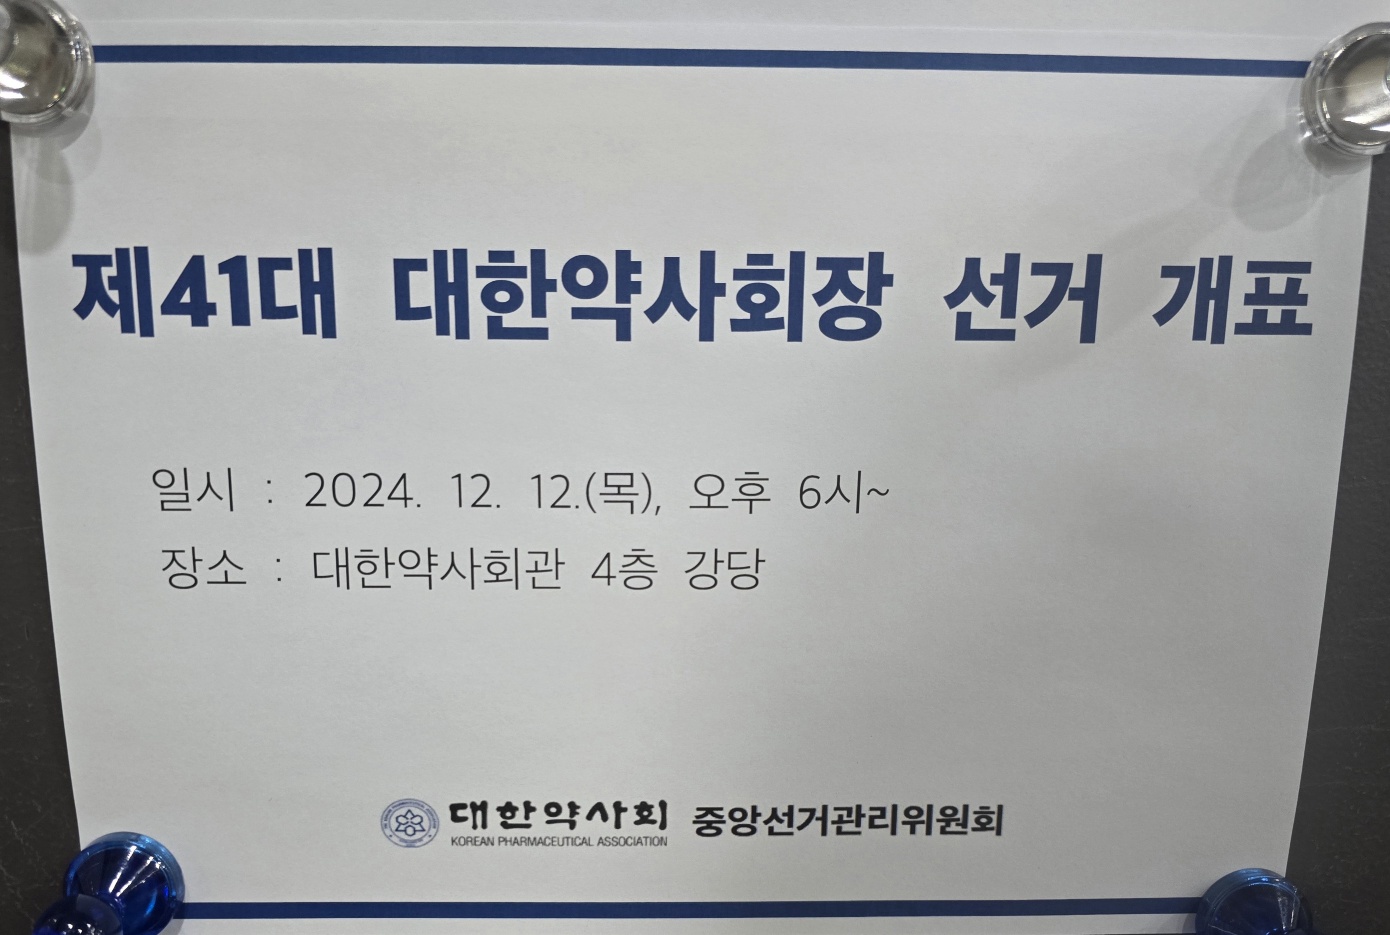 제41대 대한약사회장 선거 개표
일시 : 2024. 12. 12.(목), 오후 6시~
장소 : 대한약사회관 4층 강당
대한약사회 중앙선거관리위원회
KOREAN PHARMACEUTICAL ASSOCIATION